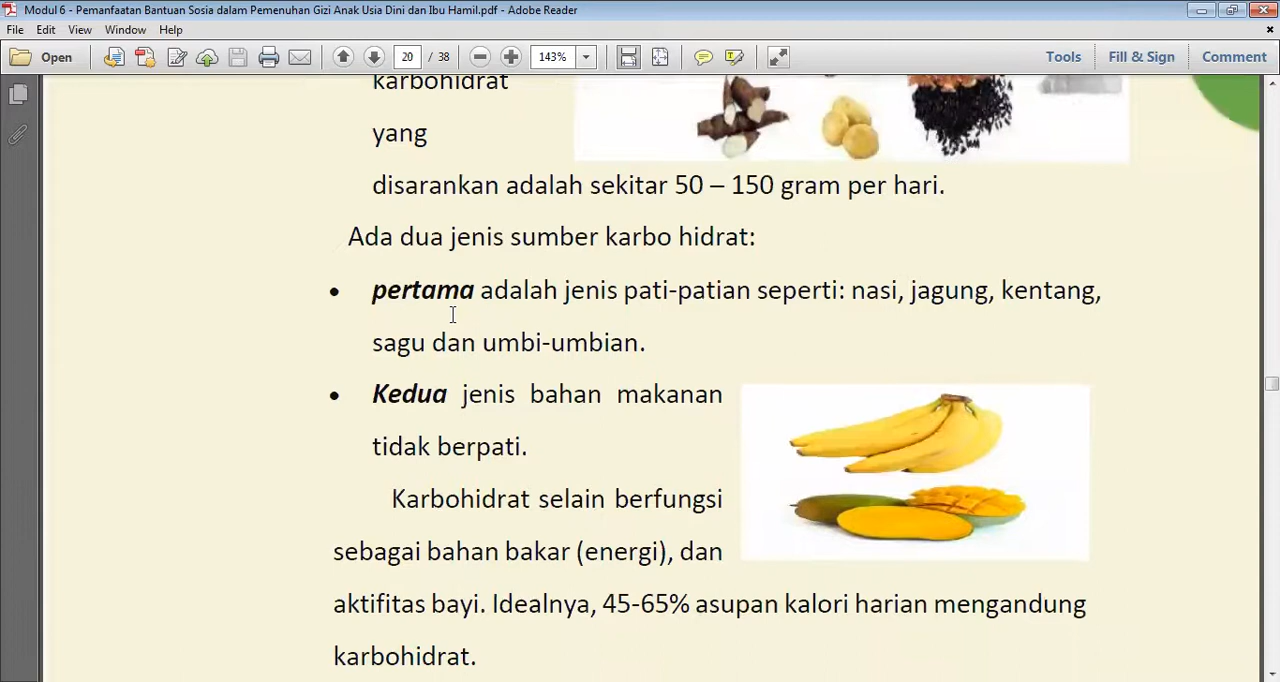 Modul 6 - Pemanfaatan Bantuan Sosia dalam Pemenuhan Gizi Anak Usia Dini dan Ibu Hamil.pdf - Adobe Reader
File Edit View Window Help
Open 20 / 38 143% Tools Fill & Sign Comment
karbohidrat
yang
disarankan adalah sekitar 50 – 150 gram per hari.
Ada dua jenis sumber karbo hidrat:
• pertama adalah jenis pati-patian seperti: nasi, jagung, kentang,
sagu dan umbi-umbian.
• Kedua jenis bahan makanan
tidak berpati.
Karbohidrat selain berfungsi
sebagai bahan bakar (energi), dan
aktifitas bayi. Idealnya, 45-65% asupan kalori harian mengandung
karbohidrat.